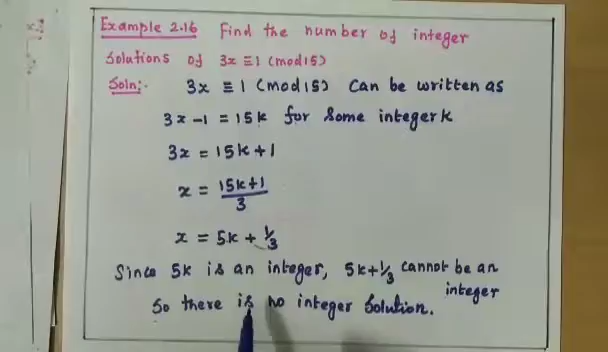 Example 2.16 Find the number of integer
Solutions of 3x ≡ 1 (mod 15)
Soln:- 3x ≡ 1 (mod 15) Can be written as
3x - 1 = 15k for some integer k
3x = 15k + 1
x = 15k+1/3
x = 5k + 1/3
Since 5k is an integer, 5k + 1/3 cannot be an
integer
So there is no integer Solution.